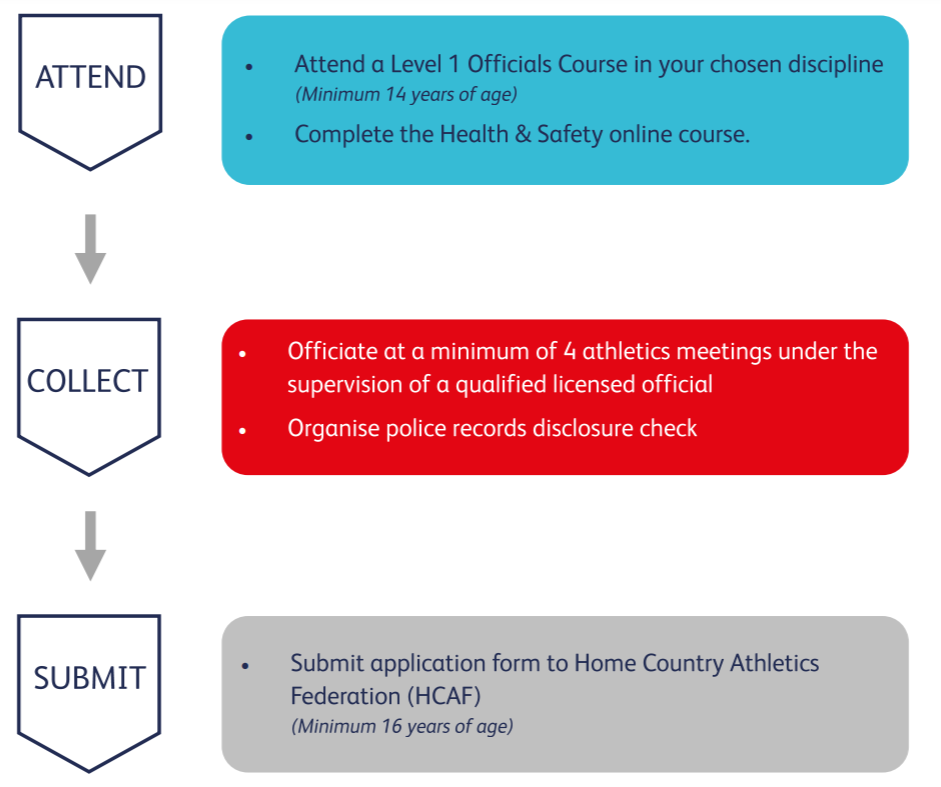 ATTEND
• Attend a Level 1 Officials Course in your chosen discipline
(Minimum 14 years of age)
• Complete the Health & Safety online course.
COLLECT
• Officiate at a minimum of 4 athletics meetings under the
supervision of a qualified licensed official
• Organise police records disclosure check
SUBMIT
• Submit application form to Home Country Athletics
Federation (HCAF)
(Minimum 16 years of age)